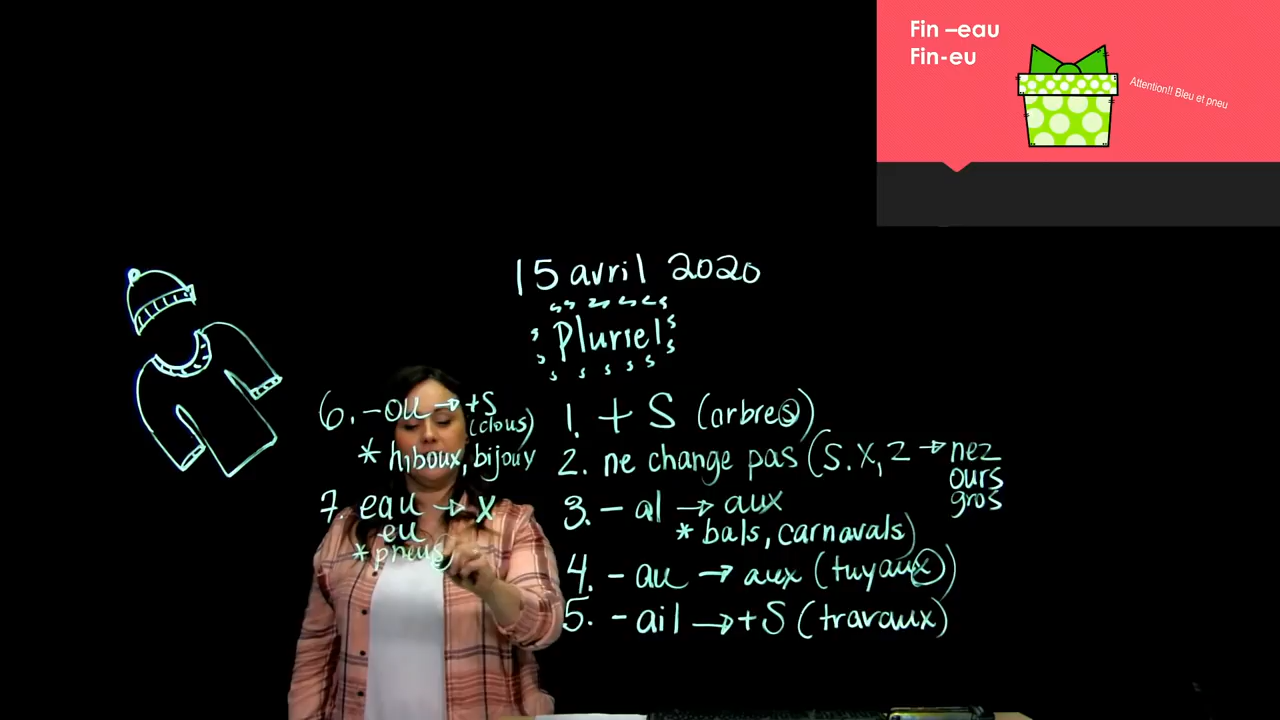 Fin –eau
Fin-eu
Attention!! Bleu et pneu
15 avril 2020
Pluriel
6. -ou → +S
(clous)
* hiboux, bijoux
7. eau → X
eu
* pneus
1. + S (arbres)
2. ne change pas (S. X, Z → nez
ours
gros
3. - al → aux
* bals, carnavals)
4. - au → aux (tuyaux)
5. - ail → +S (travaux)